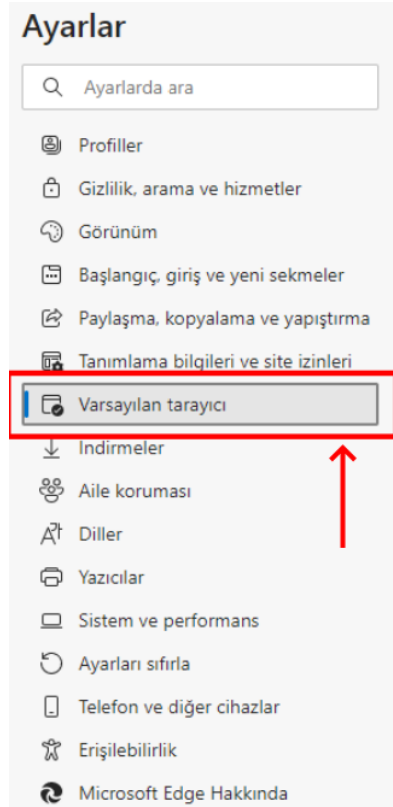 Ayarlar
Ayarlarda ara
Profiller
Gizlilik, arama ve hizmetler
Görünüm
Başlangıç, giriş ve yeni sekmeler
Paylaşma, kopyalama ve yapıştırma
Tanımlama bilgileri ve site izinleri
Varsayılan tarayıcı
İndirmeler
Aile koruması
Diller
Yazıcılar
Sistem ve performans
Ayarları sıfırla
Telefon ve diğer cihazlar
Erişilebilirlik
Microsoft Edge Hakkında